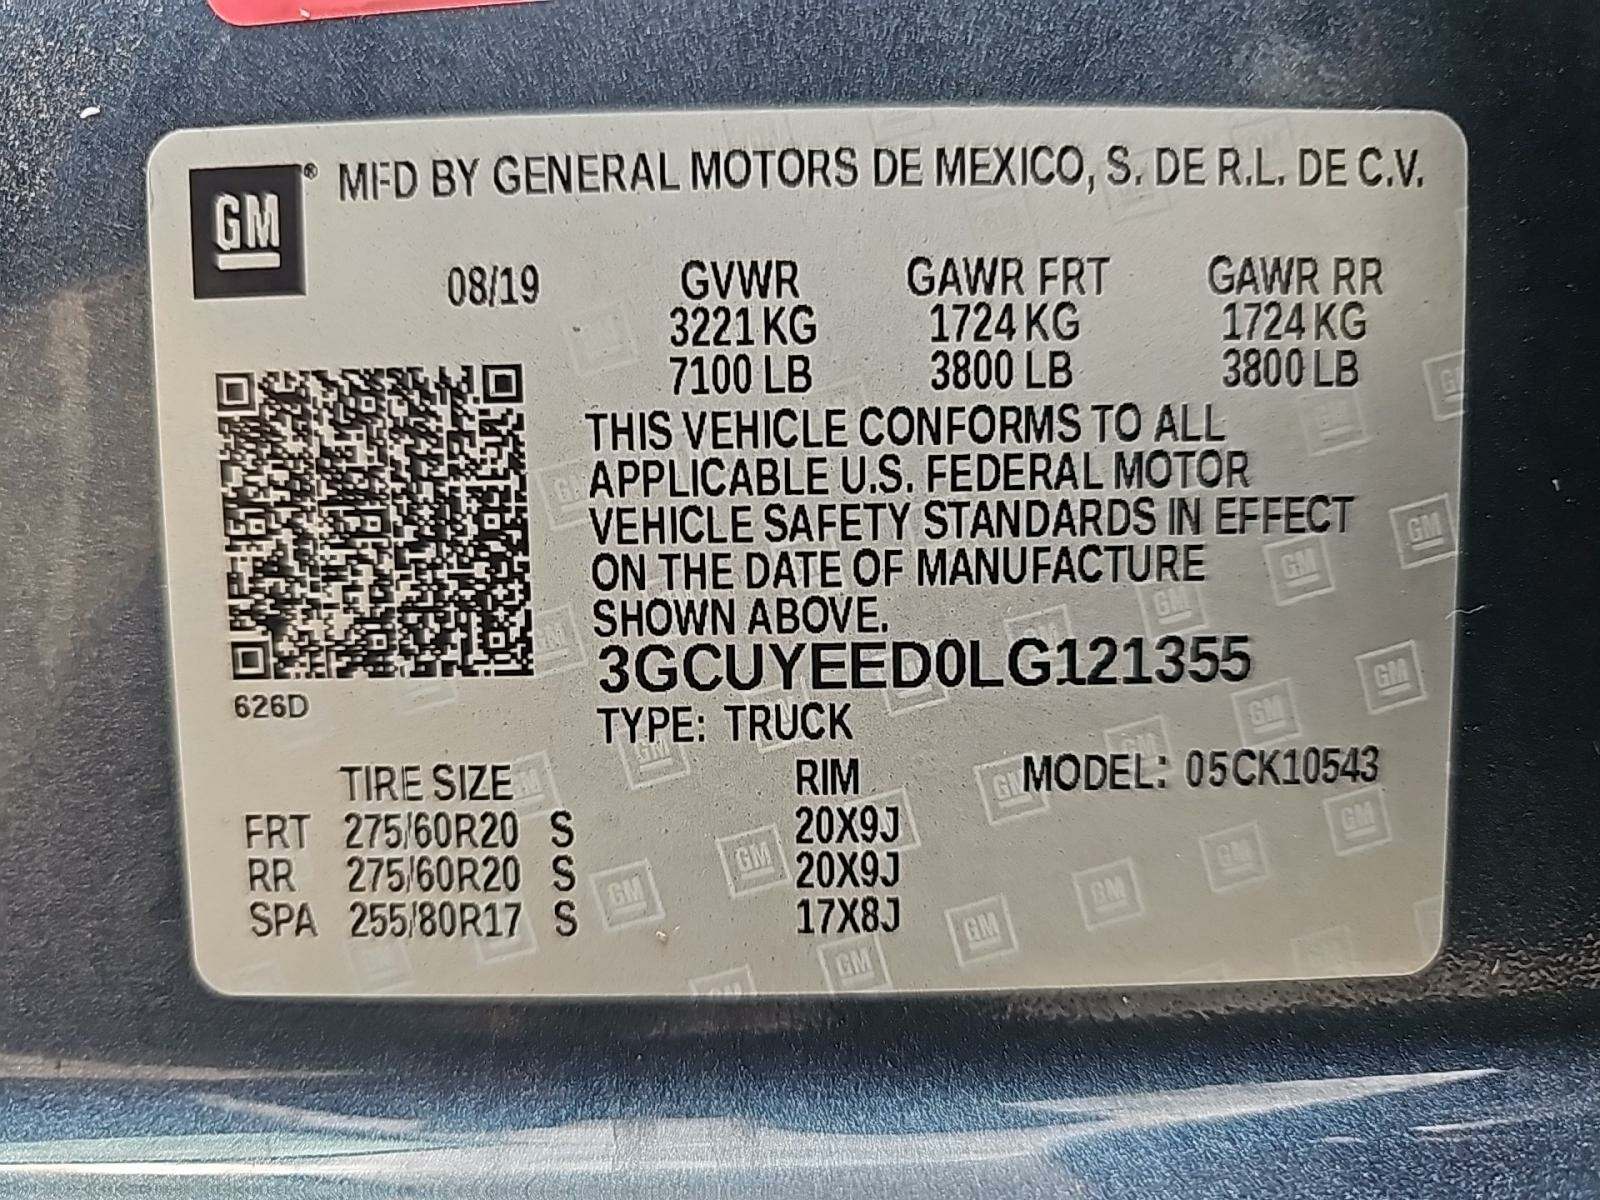 GM® MFD BY GENERAL MOTORS DE MEXICO, S. DE R.L. DE C.V.
08/19 GVWR GAWR FRT GAWR RR
3221 KG 1724 KG 1724 KG
7100 LB 3800 LB 3800 LB
THIS VEHICLE CONFORMS TO ALL
APPLICABLE U.S. FEDERAL MOTOR
VEHICLE SAFETY STANDARDS IN EFFECT
ON THE DATE OF MANUFACTURE
SHOWN ABOVE.
3GCUYEED0LG121355
626D
TYPE: TRUCK
TIRE SIZE RIM MODEL: 05CK10543
FRT 275/60R20 S 20X9J
RR 275/60R20 S 20X9J
SPA 255/80R17 S 17X8J